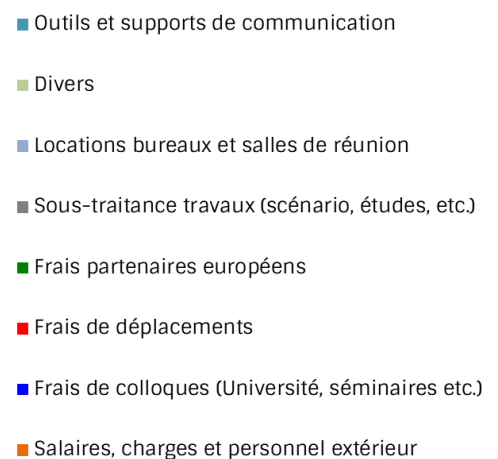 Outils et supports de communication
Divers
Locations bureaux et salles de réunion
Sous-traitance travaux (scénario, études, etc.)
Frais partenaires européens
Frais de déplacements
Frais de colloques (Université, séminaires etc.)
Salaires, charges et personnel extérieur